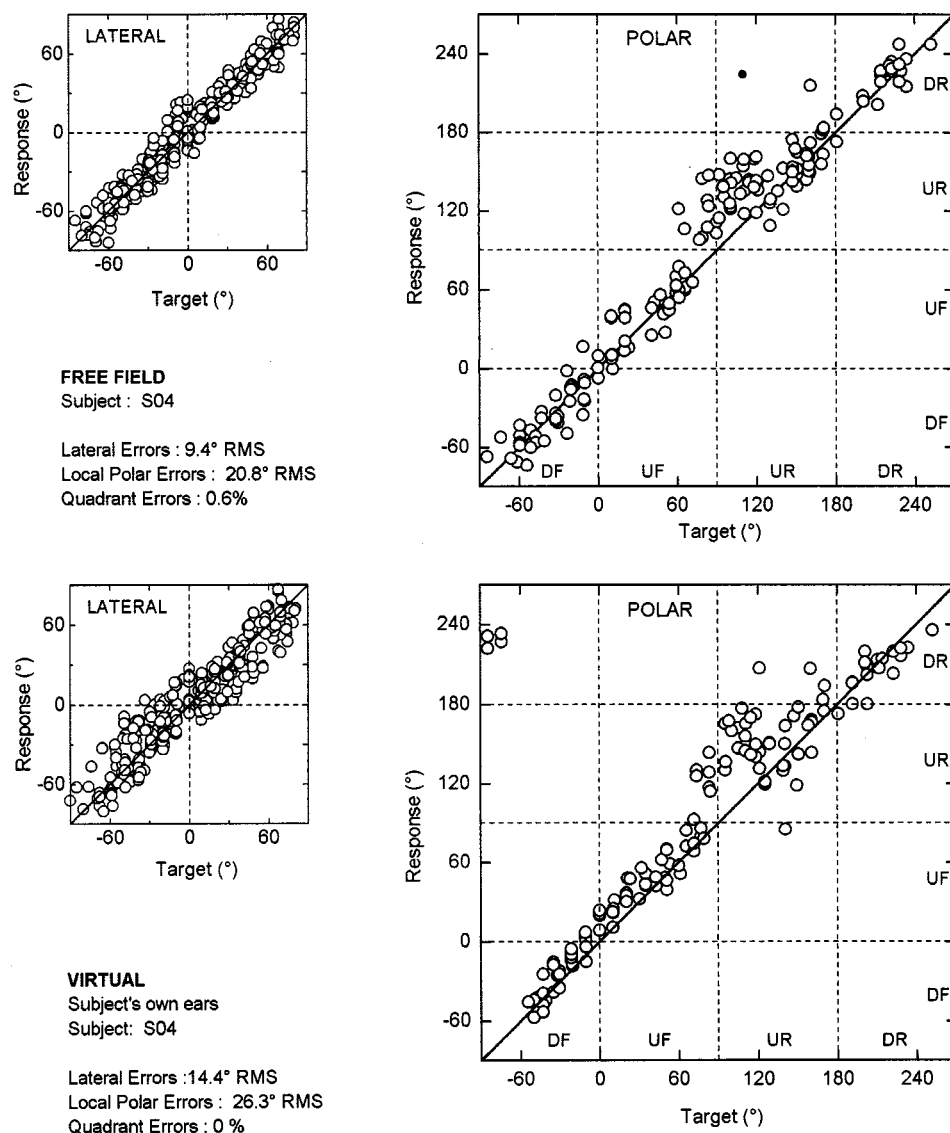 LATERAL
60
0
-60
Response (°)
-60 0 60
Target (°)
POLAR
240
180
120
60
0
-60
Response (°)
DR
UR
UF
DF
DF UF UR DR
-60 0 60 120 180 240
Target (°)
FREE FIELD
Subject : S04
Lateral Errors : 9.4° RMS
Local Polar Errors : 20.8° RMS
Quadrant Errors : 0.6%
LATERAL
60
0
-60
Response (°)
-60 0 60
Target (°)
POLAR
240
180
120
60
0
-60
Response (°)
DR
UR
UF
DF
DF UF UR DR
-60 0 60 120 180 240
Target (°)
VIRTUAL
Subject's own ears
Subject: S04
Lateral Errors :14.4° RMS
Local Polar Errors : 26.3° RMS
Quadrant Errors : 0 %